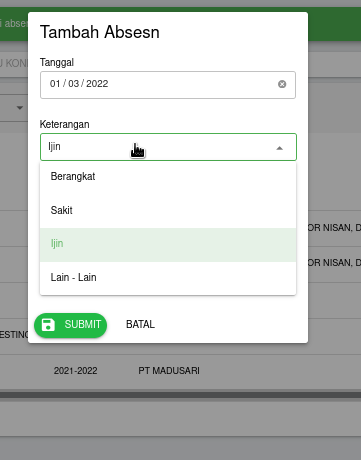 Tambah Absesn
i abse
Tanggal
01 / 03 / 2022
Keterangan
Ijin
Berangkat
Sakit
OR NISAN, D
Ijin
OR NISAN, D
Lain - Lain
SUBMIT
BATAL
ESTING
2021-2022
PT MADUSARI